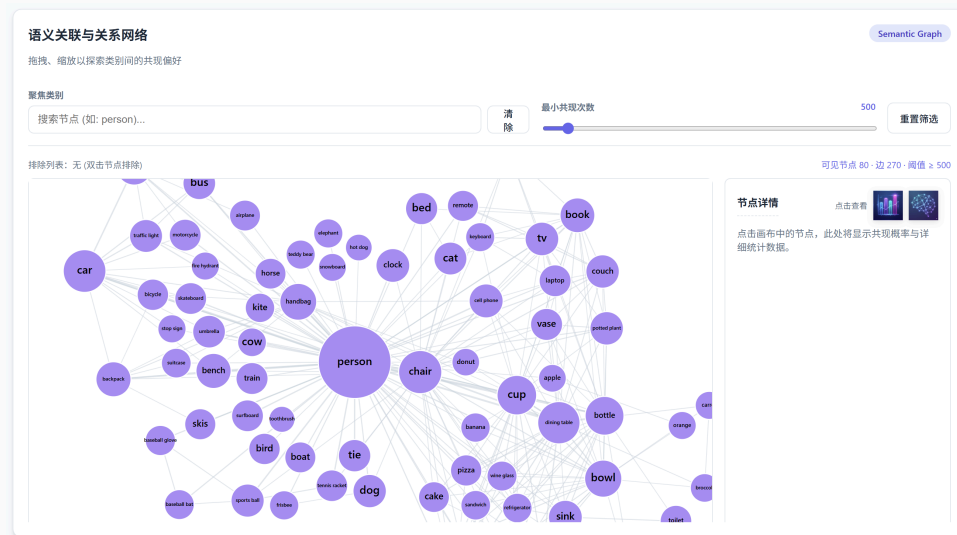 语义关联与关系网络
Semantic Graph
拖拽、缩放以探索类别间的共现偏好
聚焦类别
最小共现次数
500
搜索节点 (如: person)...
清
除
重置筛选
排除列表：无 (双击节点排除)
可见节点 80 · 边 270 · 阈值 ≥ 500
节点详情
点击查看
点击画布中的节点，此处将显示共现概率与详
细统计数据。
bus
airplane
bed
remote
book
traffic light
motorcycle
elephant
hot dog
keyboard
tv
teddy bear
cat
fire hydrant
snowboard
clock
car
horse
couch
laptop
bicycle
skateboard
kite
handbag
cell phone
stop sign
umbrella
vase
potted plant
cow
person
suitcase
bench
train
chair
donut
backpack
apple
cup
skis
surfboard
toothbrush
banana
dining table
bottle
orange
baseball glove
bird
boat
tie
pizza
wine glass
bowl
tennis racket
dog
cake
sandwich
refrigerator
baseball bat
sports ball
frisbee
sink
toilet
carr
broccoli